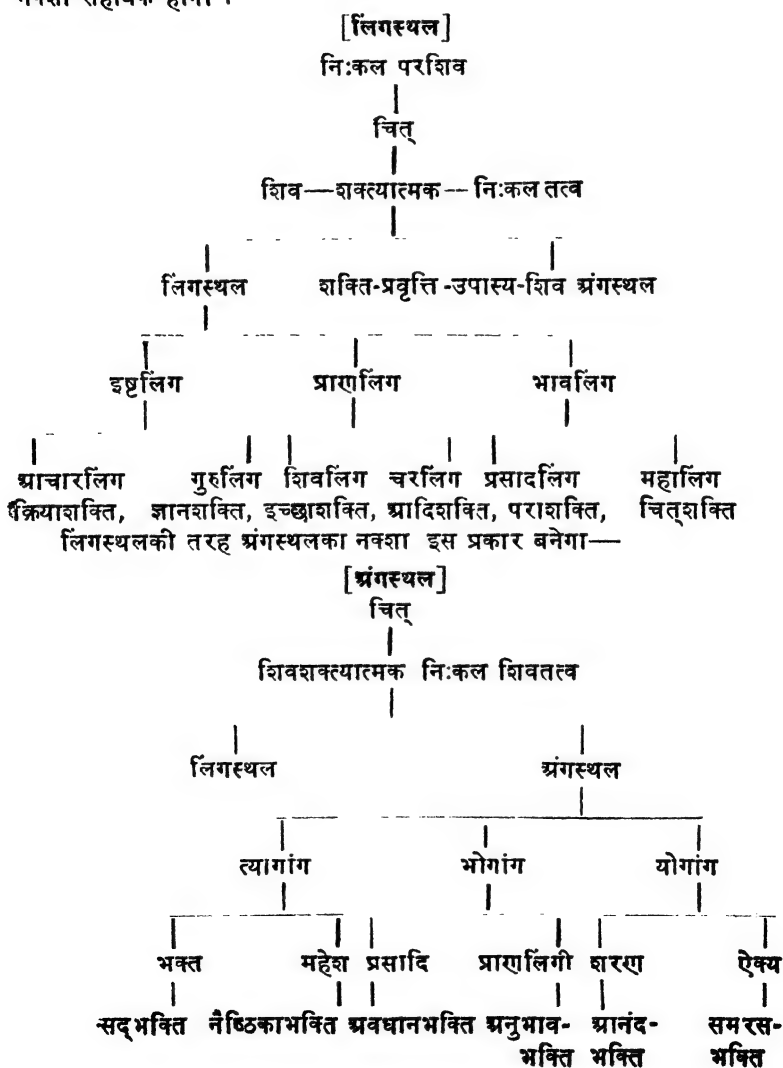 [लिंगस्थल]
नि:कल परशिव
चित्
शिव—शक्त्यात्मक—नि:कल तत्व
लिंगस्थल शक्ति-प्रवृत्ति-उपास्य-शिव अंगस्थल
इष्टलिंग प्राणलिंग भावलिंग
आचारलिंग गुरुलिंग शिवलिंग चरलिंग प्रसादलिंग महालिंग
क्रियाशक्ति, ज्ञानशक्ति, इच्छाशक्ति, आदिशक्ति, पराशक्ति, चित्शक्ति
लिंगस्थलकी तरह अंगस्थलका नक्शा इस प्रकार बनेगा—
[अंगस्थल]
चित्
शिवशक्त्यात्मक नि:कल शिवतत्व
लिंगस्थल अंगस्थल
त्यागांग भोगांग योगांग
भक्त महेश प्रसादि प्राणलिंगी शरण ऐक्य
सद्भक्ति नैष्ठिकाभक्ति अवधानभक्ति अनुभाव- आनंद- समरस-
भक्ति भक्ति भक्ति